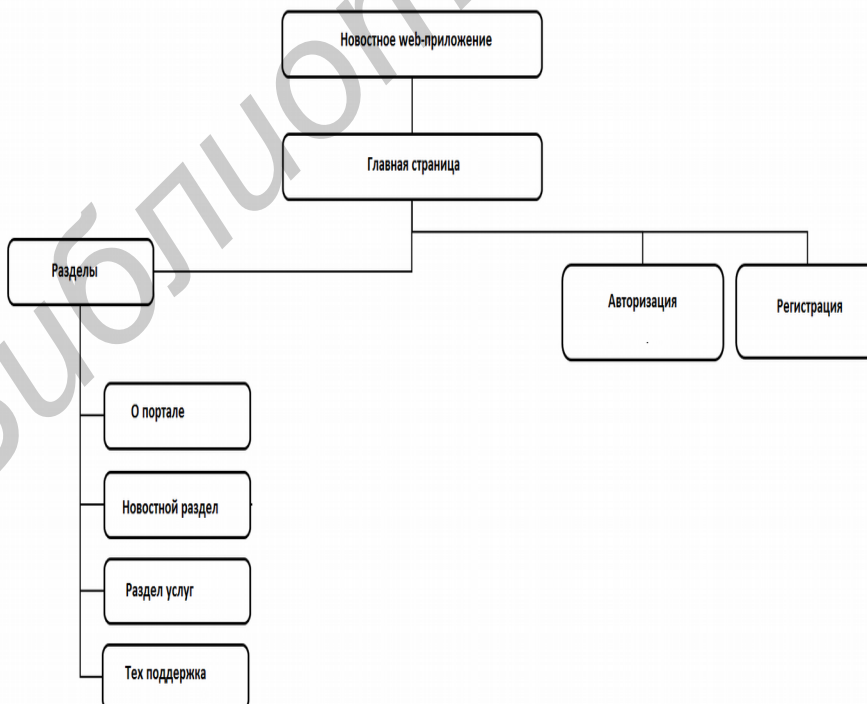 Новостное web-приложение
Главная страница
Разделы
Авторизация
Регистрация
О портале
Новостной раздел
Раздел услуг
Тех поддержка